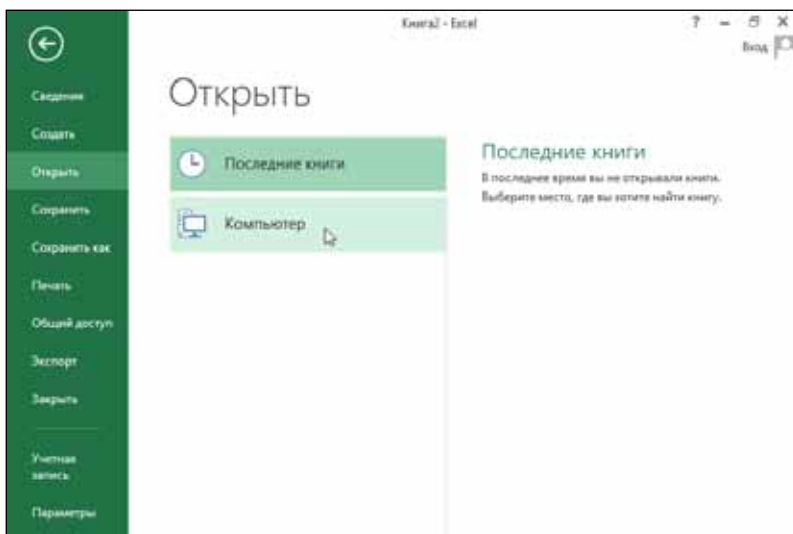 Книга2 - Excel
?
Вход
Сведения
Создать
Открыть
Сохранить
Сохранить как
Печать
Общий доступ
Экспорт
Закрыть
Учетная
запись
Параметры
Открыть
Последние книги
Компьютер
Последние книги
В последнее время вы не открывали книги.
Выберите место, где вы хотите найти книгу.